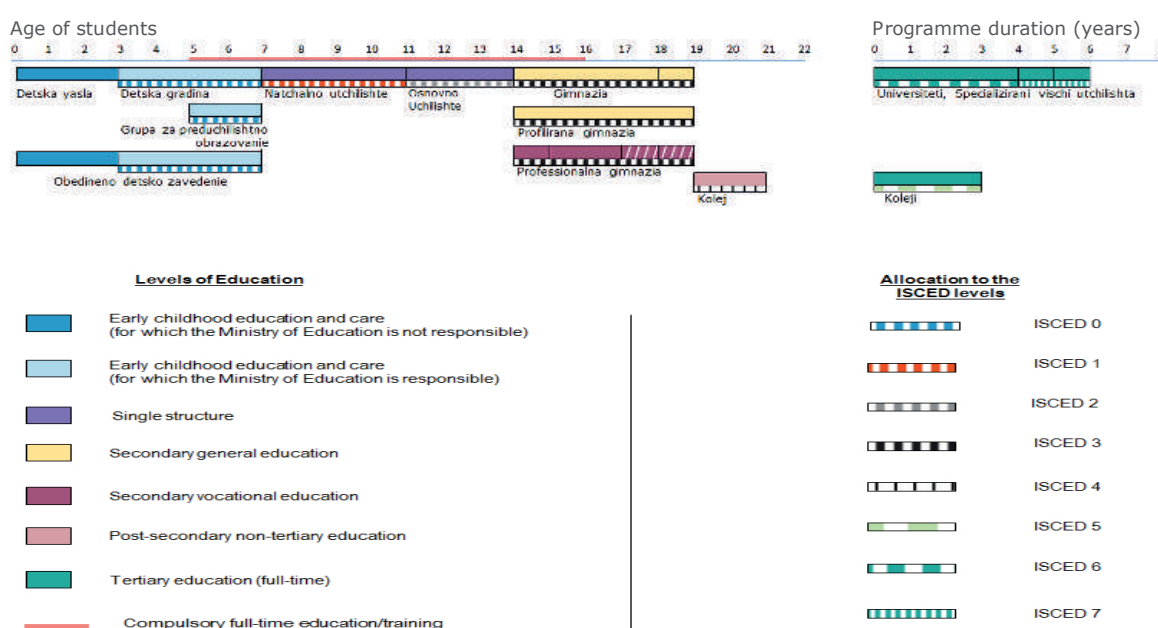 Age of students
Programme duration (years)
0 1 2 3 4 5 6 7 8 9 10 11 12 13 14 15 16 17 18 19 20 21 22
0 1 2 3 4 5 6 7
Detska yasla
Detska gradina
Natchalno utchilishte
Osnovno
Uchilishte
Gimnazia
Universiteti, Specializirani vischi utchilishta
Grupa za preduchilishtno
obrazovanie
Profilirana gimnazia
Obedineno detsko zavedenie
Professionalna gimnazia
Kolej
Koleji
Levels of Education
Allocation to the
ISCED levels
Early childhood education and care
(for which the Ministry of Education is not responsible)
ISCED 0
Early childhood education and care
(for which the Ministry of Education is responsible)
ISCED 1
Single structure
ISCED 2
Secondary general education
ISCED 3
Secondary vocational education
ISCED 4
Post-secondary non-tertiary education
ISCED 5
Tertiary education (full-time)
ISCED 6
Compulsory full-time education/training
ISCED 7